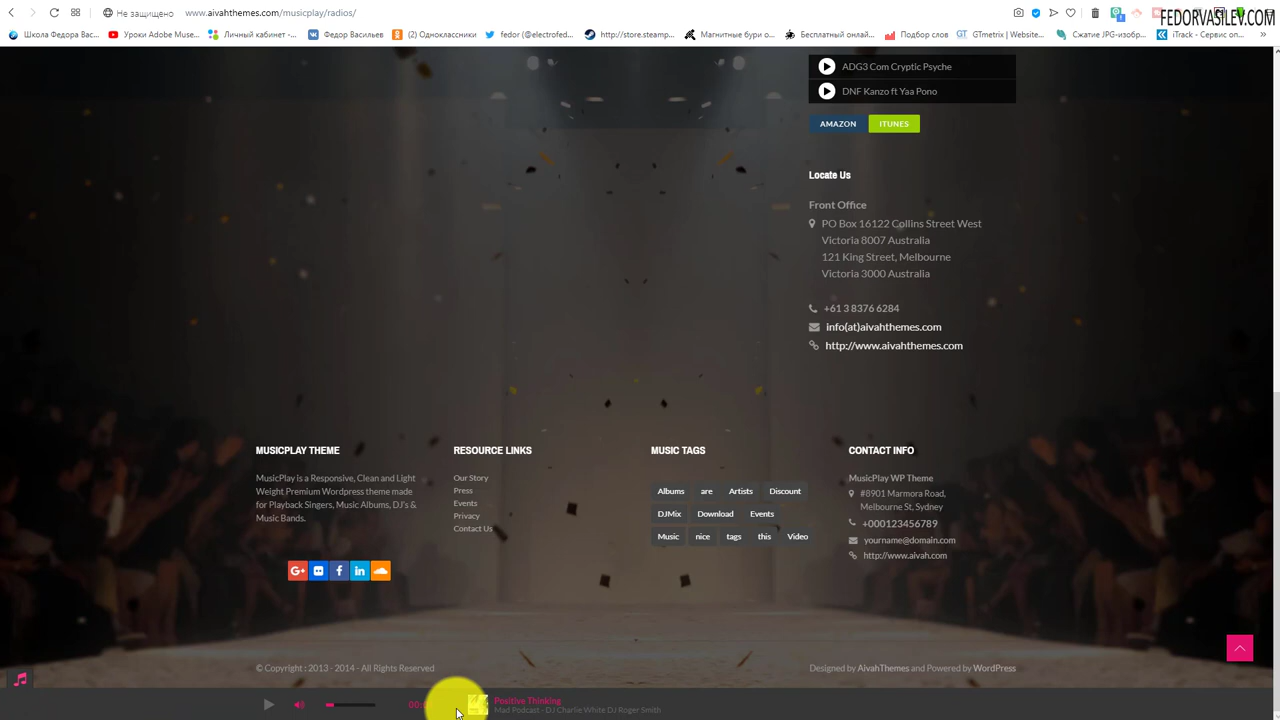 Не защищено
www.aivahthemes.com/musicplay/radios/
FEDORVASILEV.COM
Школа Федора Вас...
Уроки Adobe Muse...
Личный кабинет -...
Федор Васильев
(2) Одноклассники
fedor (@electrofed...
http://store.steamp...
Магнитные бури о...
Бесплатный онлай...
Подбор слов
GTmetrix | Website...
Сжатие JPG-изобр...
iTrack - Сервис оп...
ADG3 Com Cryptic Psyche
DNF Kanzo ft Yaa Pono
AMAZON
ITUNES
Locate Us
Front Office
PO Box 16122 Collins Street West
Victoria 8007 Australia
121 King Street, Melbourne
Victoria 3000 Australia
+61 3 8376 6284
info(at)aivahthemes.com
http://www.aivahthemes.com
MUSICPLAY THEME
MusicPlay is a Responsive, Clean and Light
Weight Premium Wordpress theme made
for Playback Singers, Music Albums, DJ's &
Music Bands.
RESOURCE LINKS
Our Story
Press
Events
Privacy
Contact Us
MUSIC TAGS
Albums are Artists Discount
DJMix Download Events
Music nice tags this Video
CONTACT INFO
MusicPlay WP Theme
#8901 Marmora Road,
Melbourne St, Sydney
+000123456789
yourname@domain.com
http://www.aivah.com
© Copyright : 2013 - 2014 - All Rights Reserved
Designed by AivahThemes and Powered by WordPress
Positive Thinking
Mad Podcast - DJ Charlie White DJ Roger Smith